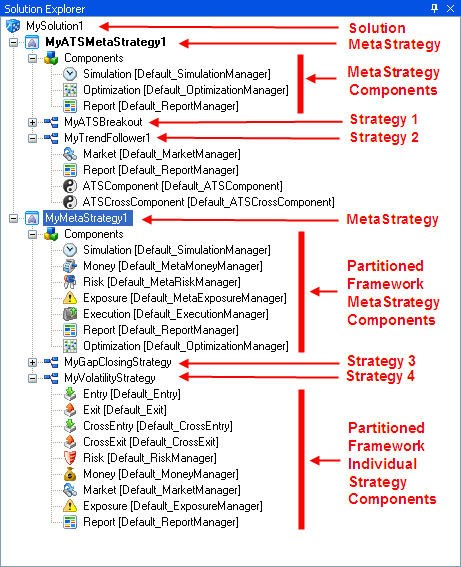 Solution Explorer
MySolution1 Solution
MyATSMetaStrategy1 MetaStrategy
Components
Simulation [Default_SimulationManager] MetaStrategy
Optimization [Default_OptimizationManager] Components
Report [Default_ReportManager]
MyATSBreakout Strategy 1
MyTrendFollower1 Strategy 2
Market [Default_MarketManager]
Report [Default_ReportManager]
ATSComponent [Default_ATSComponent]
ATSCrossComponent [Default_ATSCrossComponent]
MyMetaStrategy1 MetaStrategy
Components
Simulation [Default_SimulationManager]
Money [Default_MetaMoneyManager] Partitioned
Risk [Default_MetaRiskManager] Framework
Exposure [Default_MetaExposureManager] MetaStrategy
Execution [Default_ExecutionManager] Components
Report [Default_ReportManager]
Optimization [Default_OptimizationManager]
MyGapClosingStrategy Strategy 3
MyVolatilityStrategy Strategy 4
Entry [Default_Entry]
Exit [Default_Exit]
CrossEntry [Default_CrossEntry] Partitioned
CrossExit [Default_CrossExit] Framework
Risk [Default_RiskManager] Individual
Money [Default_MoneyManager] Strategy
Market [Default_MarketManager] Components
Exposure [Default_ExposureManager]
Report [Default_ReportManager]